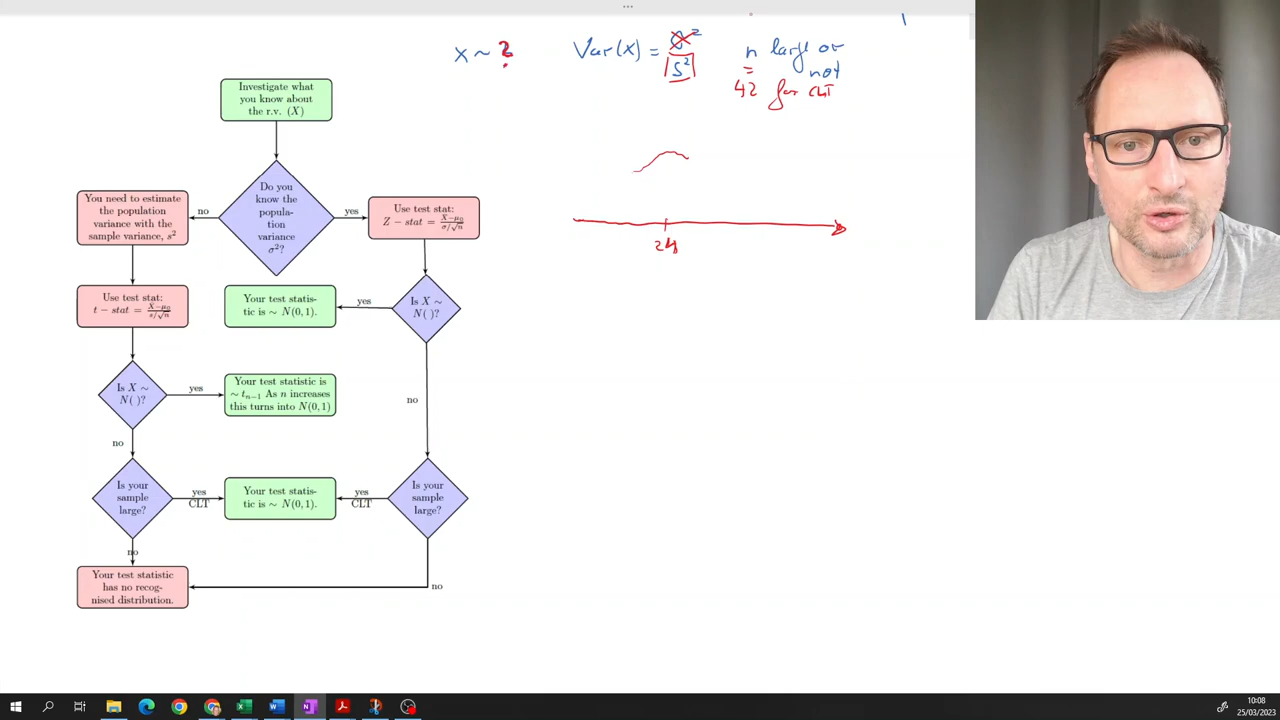 X ~ ?
Var(X) = σ²
s²
n large or
not
= 42 for CLT
24
Investigate what
you know about
the r.v. (X)
Do you
know the
popula-
tion
variance
σ²?
no
yes
You need to estimate
the population
variance with the
sample variance, s²
Use test stat:
Z − stat = (X̄−μ₀)/(σ/√n)
Use test stat:
t − stat = (X̄−μ₀)/(s/√n)
Your test statis-
tic is ∼ N(0, 1).
yes
Is X ∼
N( )?
Is X ∼
N( )?
yes
Your test statistic is
∼ tₙ₋₁ As n increases
this turns into N(0, 1)
no
no
Is your
sample
large?
yes
CLT
Your test statis-
tic is ∼ N(0, 1).
yes
CLT
Is your
sample
large?
no
Your test statistic
has no recog-
nised distribution.
no
10:08
25/03/2023